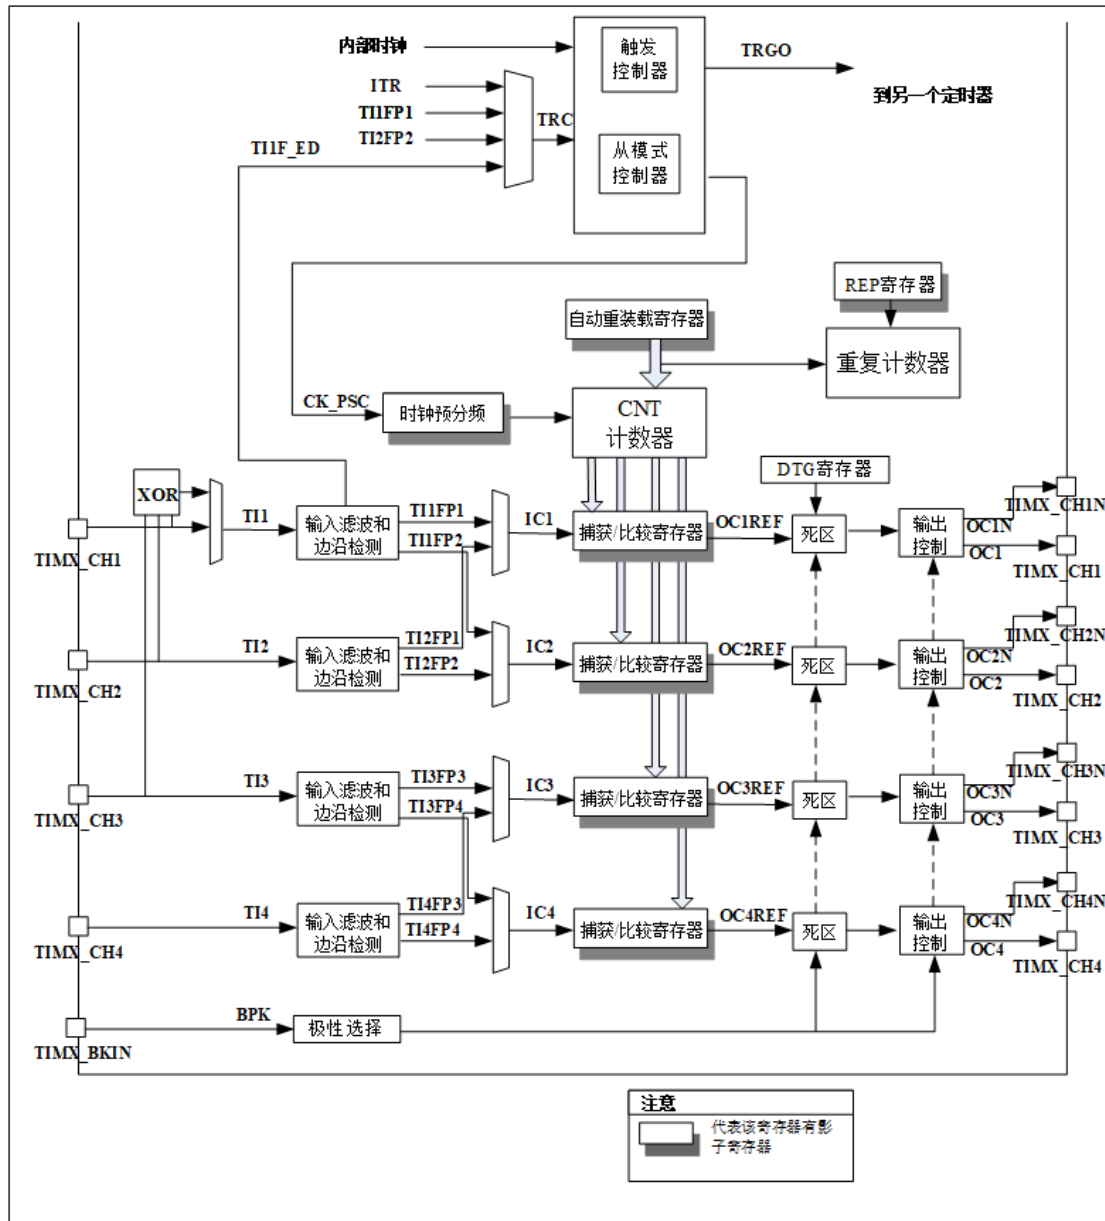 内部时钟
触发
控制器
TRGO
到另一个定时器
ITR
TI1FP1
TI2FP2
TRC
TI1F_ED
从模式
控制器
REP寄存器
自动重装载寄存器
重复计数器
CK_PSC
时钟预分频
CNT
计数器
DTG寄存器
XOR
TIMX_CH1
TI1
输入滤波和
边沿检测
TI1FP1
TI1FP2
IC1
捕获/比较寄存器
OC1REF
死区
输出
控制
OC1N
OC1
TIMX_CH1N
TIMX_CH1
TIMX_CH2
TI2
输入滤波和
边沿检测
TI2FP1
TI2FP2
IC2
捕获/比较寄存器
OC2REF
死区
输出
控制
OC2N
OC2
TIMX_CH2N
TIMX_CH2
TIMX_CH3
TI3
输入滤波和
边沿检测
TI3FP3
TI3FP4
IC3
捕获/比较寄存器
OC3REF
死区
输出
控制
OC3N
OC3
TIMX_CH3N
TIMX_CH3
TIMX_CH4
TI4
输入滤波和
边沿检测
TI4FP3
TI4FP4
IC4
捕获/比较寄存器
OC4REF
死区
输出
控制
OC4N
OC4
TIMX_CH4N
TIMX_CH4
TIMX_BKIN
BPK
极性选择
注意
代表该寄存器有影
子寄存器